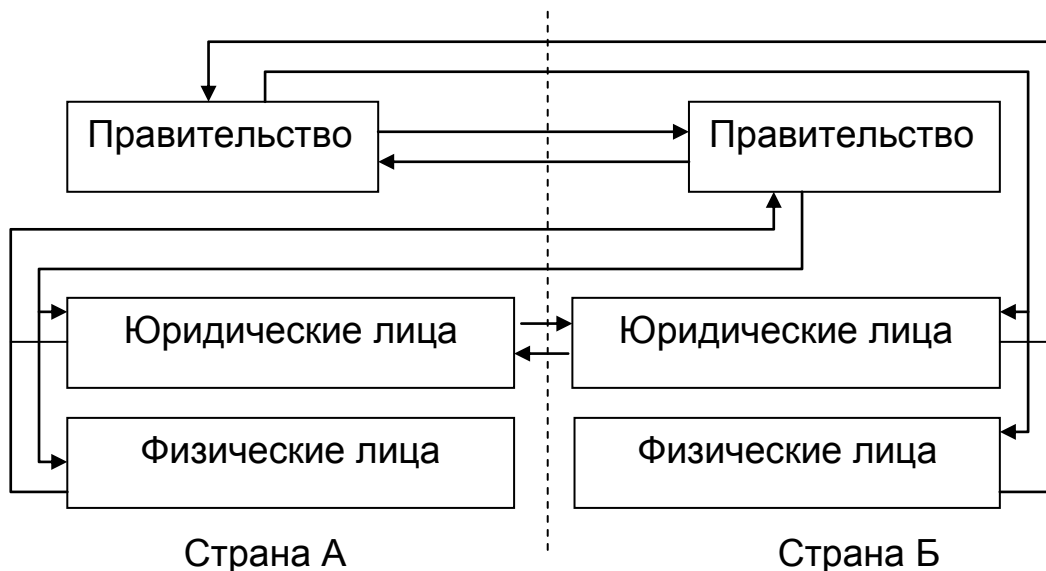 Правительство
Правительство
Юридические лица
Юридические лица
Физические лица
Физические лица
Страна А
Страна Б